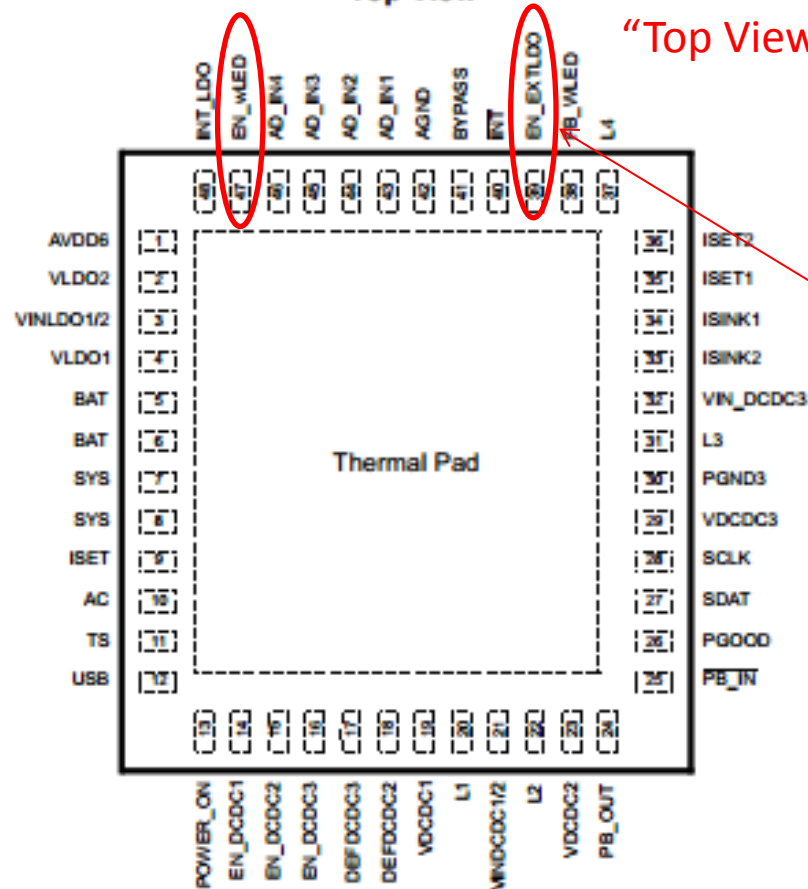 "Top View
INT_LDO
EN_wLED
AD_IN4
AD_IN3
AD_IN2
AD_IN1
AGND
BYPASS
INT
EN_EXTLDO
FB_WLED
L4
48
47
46
45
44
43
42
41
40
39
38
37
AVDD6 1
VLDO2 2
VINLDO1/2 3
VLDO1 4
BAT 5
BAT 6
SYS 7
SYS 8
ISET 9
AC 10
TS 11
USB 12
36 ISET2
35 ISET1
34 ISINK1
33 ISINK2
32 VIN_DCDC3
31 L3
30 PGND3
29 VDCDC3
28 SCLK
27 SDAT
26 PGOOD
25 PB_IN
Thermal Pad
13
14
15
16
17
18
19
20
21
22
23
24
POWER_ON
EN_DCDC1
EN_DCDC2
EN_DCDC3
DEFDCDC3
DEFDCDC2
VDCDC1
L1
VINDCDC1/2
L2
VDCDC2
PB_OUT